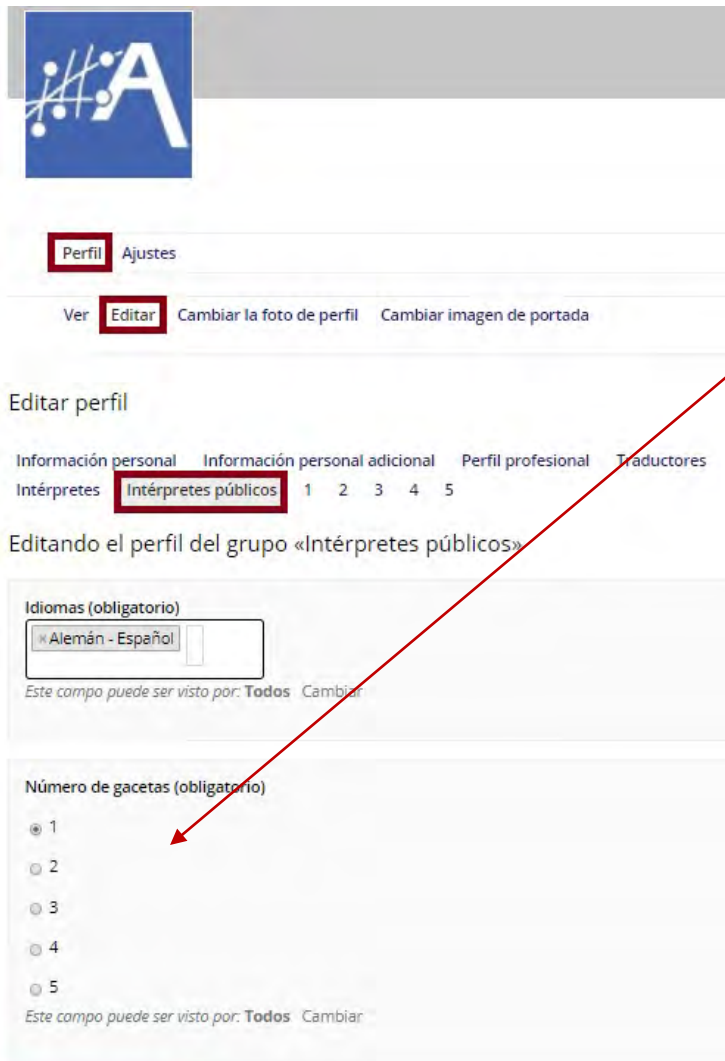 A
Perfil Ajustes
Ver Editar Cambiar la foto de perfil Cambiar imagen de portada
Editar perfil
Información personal Información personal adicional Perfil profesional Traductores
Intérpretes Intérpretes públicos 1 2 3 4 5
Editando el perfil del grupo «Intérpretes públicos»
Idiomas (obligatorio)
×Alemán - Español
Este campo puede ser visto por: Todos Cambiar
Número de gacetas (obligatorio)
1
2
3
4
5
Este campo puede ser visto por: Todos Cambiar